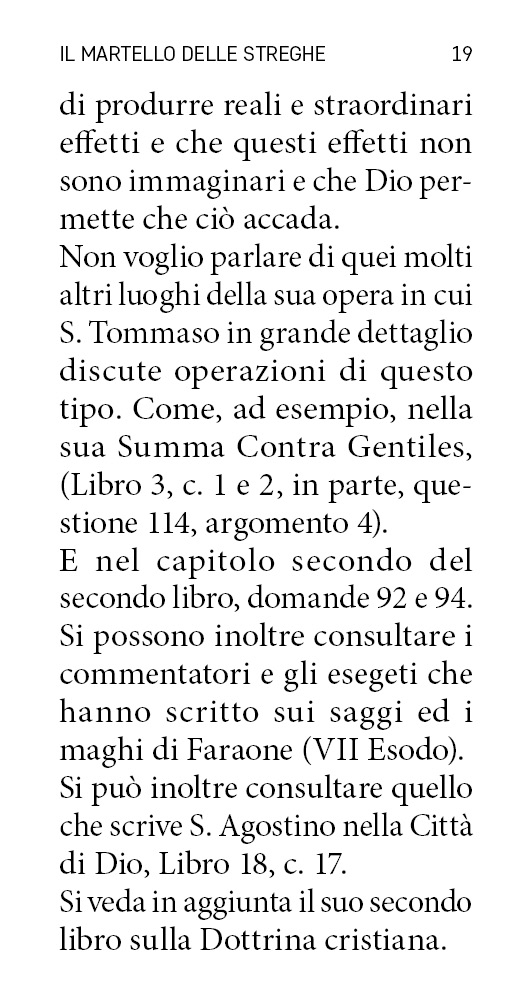 IL MARTELLO DELLE STREGHE 19
di produrre reali e straordinari
effetti e che questi effetti non
sono immaginari e che Dio per-
mette che ciò accada.
Non voglio parlare di quei molti
altri luoghi della sua opera in cui
S. Tommaso in grande dettaglio
discute operazioni di questo
tipo. Come, ad esempio, nella
sua Summa Contra Gentiles,
(Libro 3, c. 1 e 2, in parte, que-
stione 114, argomento 4).
E nel capitolo secondo del
secondo libro, domande 92 e 94.
Si possono inoltre consultare i
commentatori e gli esegeti che
hanno scritto sui saggi ed i
maghi di Faraone (VII Esodo).
Si può inoltre consultare quello
che scrive S. Agostino nella Città
di Dio, Libro 18, c. 17.
Si veda in aggiunta il suo secondo
libro sulla Dottrina cristiana.